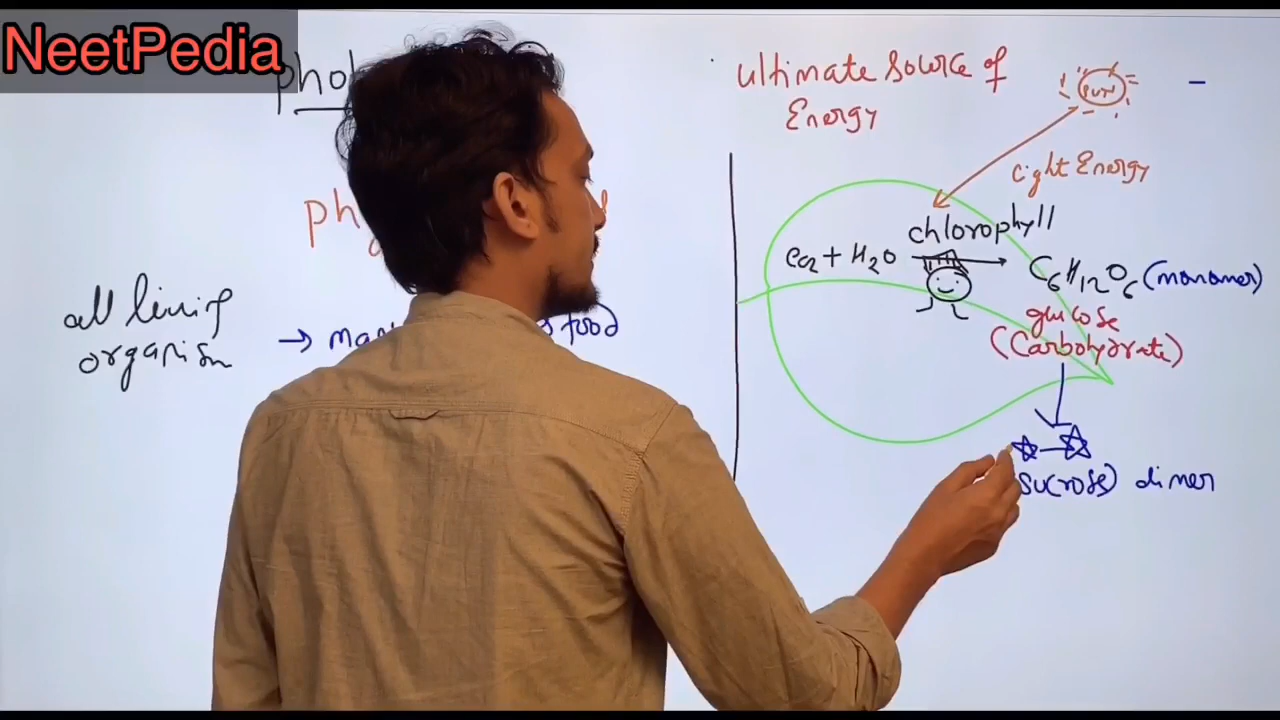 NeetPedia
all living
organism
→ food
ultimate source of
Energy
sun
light Energy
chlorophyll
CO2 + H2O → C6H12O6 (monomer)
glucose
(Carbohydrate)
sucrose) dimer